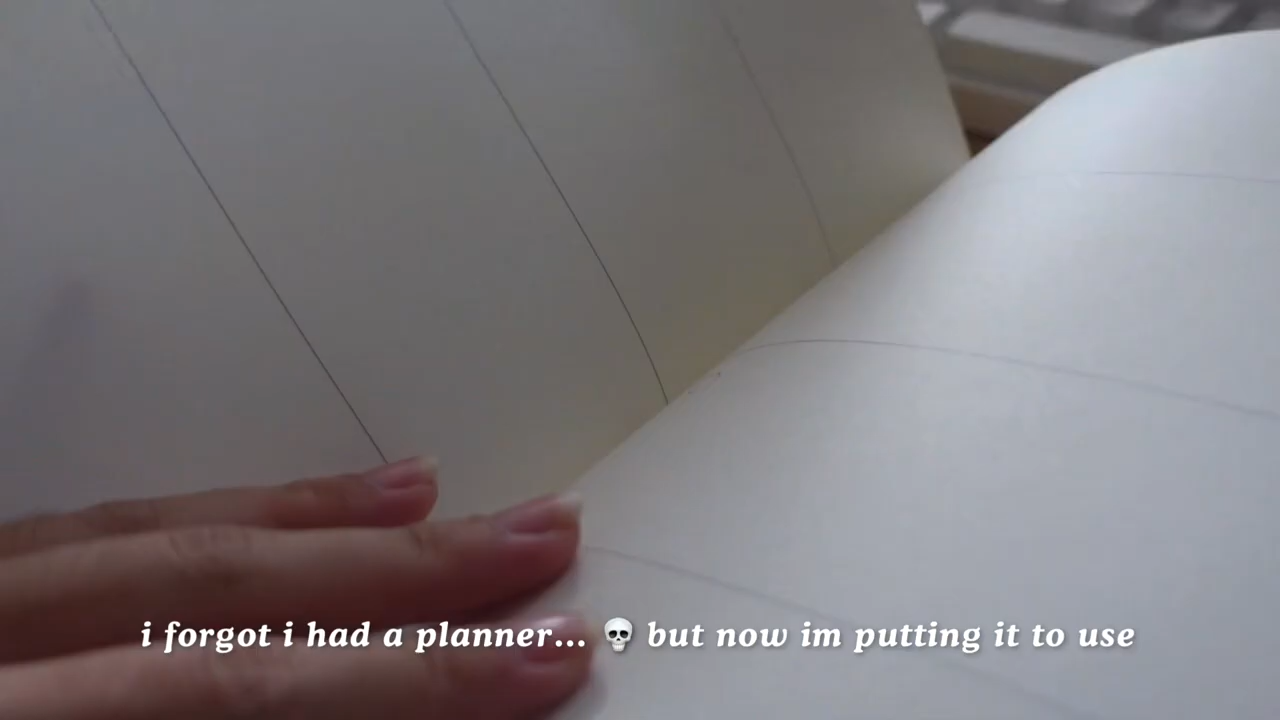 i forgot i had a planner... 💀 but now im putting it to use